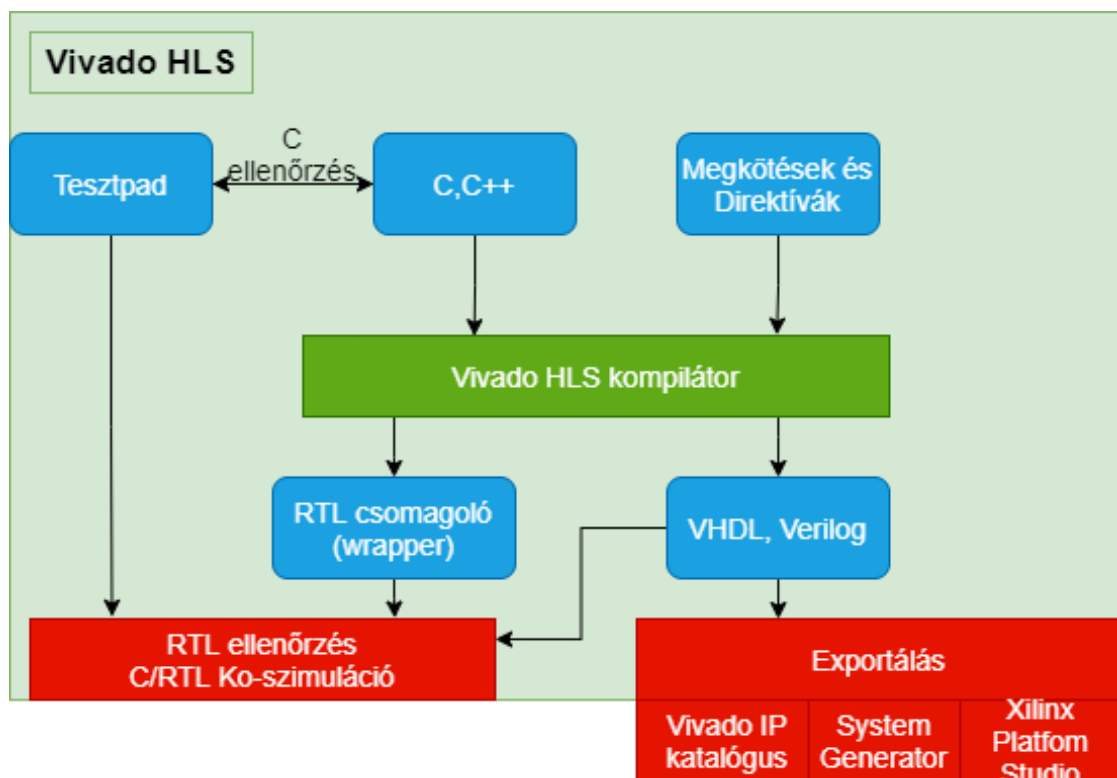 Vivado HLS
C
ellenőrzés
Tesztpad
C,C++
Megkötések és
Direktívák
Vivado HLS kompilátor
RTL csomagoló
(wrapper)
VHDL, Verilog
RTL ellenőrzés
C/RTL Ko-szimuláció
Exportálás
Vivado IP
katalógus
System
Generator
Xilinx
Platfom
Studio